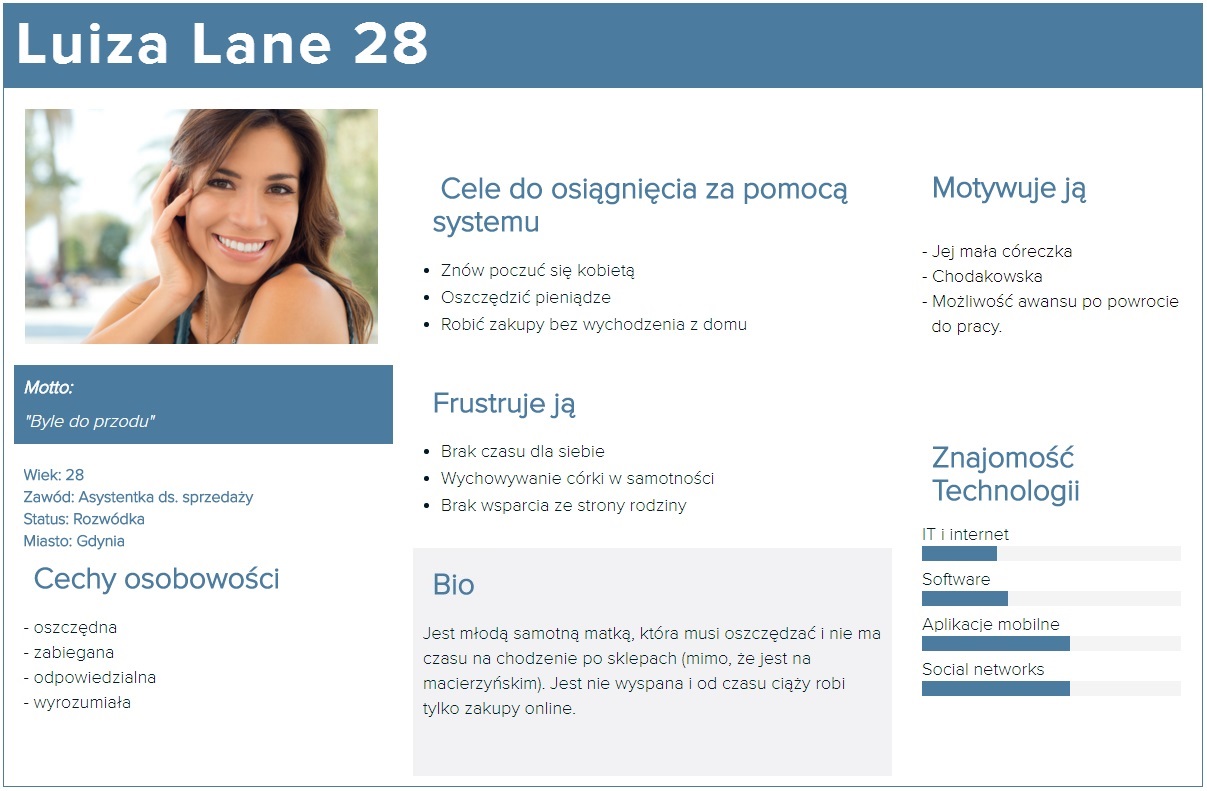 Luiza Lane 28
Motto:
"Byle do przodu"
Wiek: 28
Zawód: Asystentka ds. sprzedaży
Status: Rozwódka
Miasto: Gdynia
Cechy osobowości
- oszczędna
- zabiegana
- odpowiedzialna
- wyrozumiała
Cele do osiągnięcia za pomocą
systemu
• Znów poczuć się kobietą
• Oszczędzić pieniądze
• Robić zakupy bez wychodzenia z domu
Frustruje ją
• Brak czasu dla siebie
• Wychowywanie córki w samotności
• Brak wsparcia ze strony rodziny
Bio
Jest młodą samotną matką, która musi oszczędzać i nie ma
czasu na chodzenie po sklepach (mimo, że jest na
macierzyńskim). Jest nie wyspana i od czasu ciąży robi
tylko zakupy online.
Motywuje ją
- Jej mała córeczka
- Chodakowska
- Możliwość awansu po powrocie
do pracy.
Znajomość
Technologii
IT i internet
Software
Aplikacje mobilne
Social networks